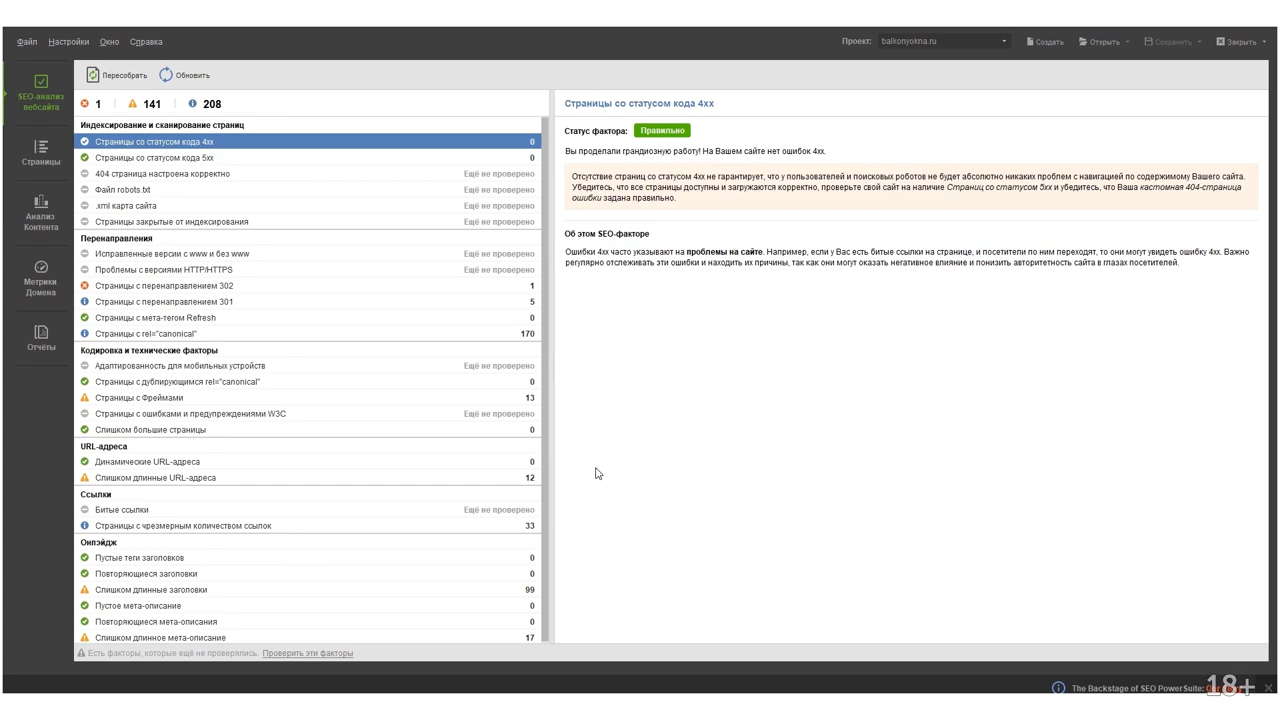 Файл Настройки Окно Справка Проект: balkonyokna.ru Создать Открыть Сохранить Закрыть
SEO-анализ вебсайта
Страницы
Анализ Контента
Метрики Домена
Отчёты
Пересобрать Обновить
1 141 208
Индексирование и сканирование страниц
Страницы со статусом кода 4xx 0
Страницы со статусом кода 5xx 0
404 страница настроена корректно Ещё не проверено
Файл robots.txt Ещё не проверено
.xml карта сайта Ещё не проверено
Страницы закрытые от индексирования Ещё не проверено
Перенаправления
Исправление версии с www и без www Ещё не проверено
Проблемы с версиями HTTP/HTTPS Ещё не проверено
Страницы с перенаправлением 302 1
Страницы с перенаправлением 301 5
Страницы с мета-тегом Refresh 0
Страницы с rel="canonical" 170
Кодировка и технические факторы
Адаптированность для мобильных устройств Ещё не проверено
Страницы с дублирующимся rel="canonical" 0
Страницы с Фреймами 13
Страницы с ошибками и предупреждениями W3C Ещё не проверено
Слишком большие страницы 0
URL-адреса
Динамические URL-адреса 0
Слишком длинные URL-адреса 12
Ссылки
Битые ссылки Ещё не проверено
Страницы с чрезмерным количеством ссылок 33
Онпэйдж
Пустые теги заголовков 0
Повторяющиеся заголовки 0
Слишком длинные заголовки 99
Пустое мета-описание 0
Повторяющиеся мета-описания 0
Слишком длинное мета-описание 17
Есть факторы, которые ещё не проверялись. Проверить эти факторы
Страницы со статусом кода 4xx
Статус фактора: Правильно
Вы проделали грандиозную работу! На Вашем сайте нет ошибок 4xx.
Отсутствие страниц со статусом 4xx не гарантирует, что у пользователей и поисковых роботов не будет абсолютно никаких проблем с навигацией по содержимому Вашего сайта.
Убедитесь, что все страницы доступны и загружаются корректно, проверьте свой сайт на наличие Страниц со статусом 5xx и убедитесь, что Ваша кастомная 404-страница
ошибки задана правильно.
Об этом SEO-факторе
Ошибки 4xx часто указывают на проблемы на сайте. Например, если у Вас есть битые ссылки на странице, и посетители по ним переходят, то они могут увидеть ошибку 4xx. Важно
регулярно отслеживать эти ошибки и находить их причины, так как они могут оказать негативное влияние и понизить авторитетность сайта в глазах посетителей.
The Backstage of SEO PowerSuite:
18+